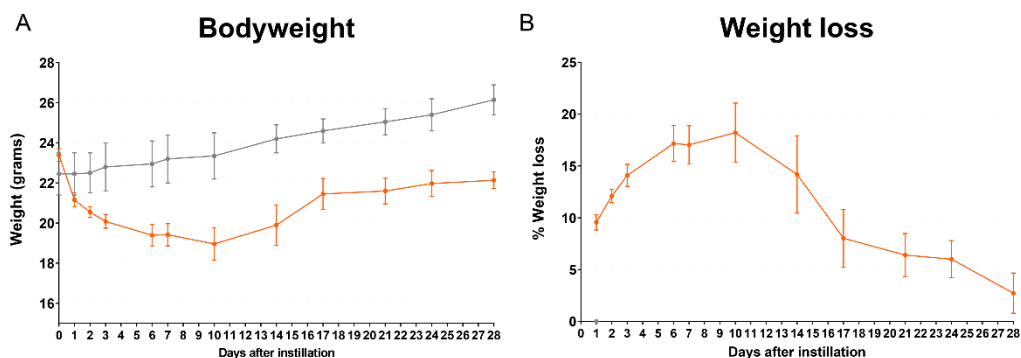 A
Bodyweight
Weight (grams)
28
26
24
22
20
18
16
0 1 2 3 4 5 6 7 8 9 10 11 12 13 14 15 16 17 18 19 20 21 22 23 24 25 26 27 28
Days after instillation
B
Weight loss
% Weight loss
25
20
15
10
5
0
0 1 2 3 4 5 6 7 8 9 10 11 12 13 14 15 16 17 18 19 20 21 22 23 24 25 26 27 28
Days after instillation